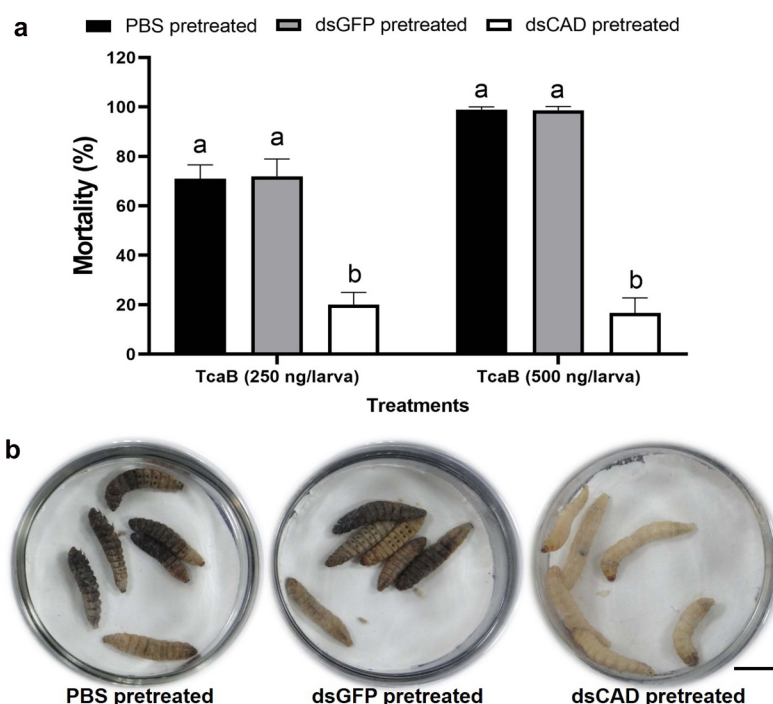 a
PBS pretreated dsGFP pretreated dsCAD pretreated
Mortality (%)
120
100
80
60
40
20
0
a a b
a a b
TcaB (250 ng/larva) TcaB (500 ng/larva)
Treatments
b
PBS pretreated dsGFP pretreated dsCAD pretreated